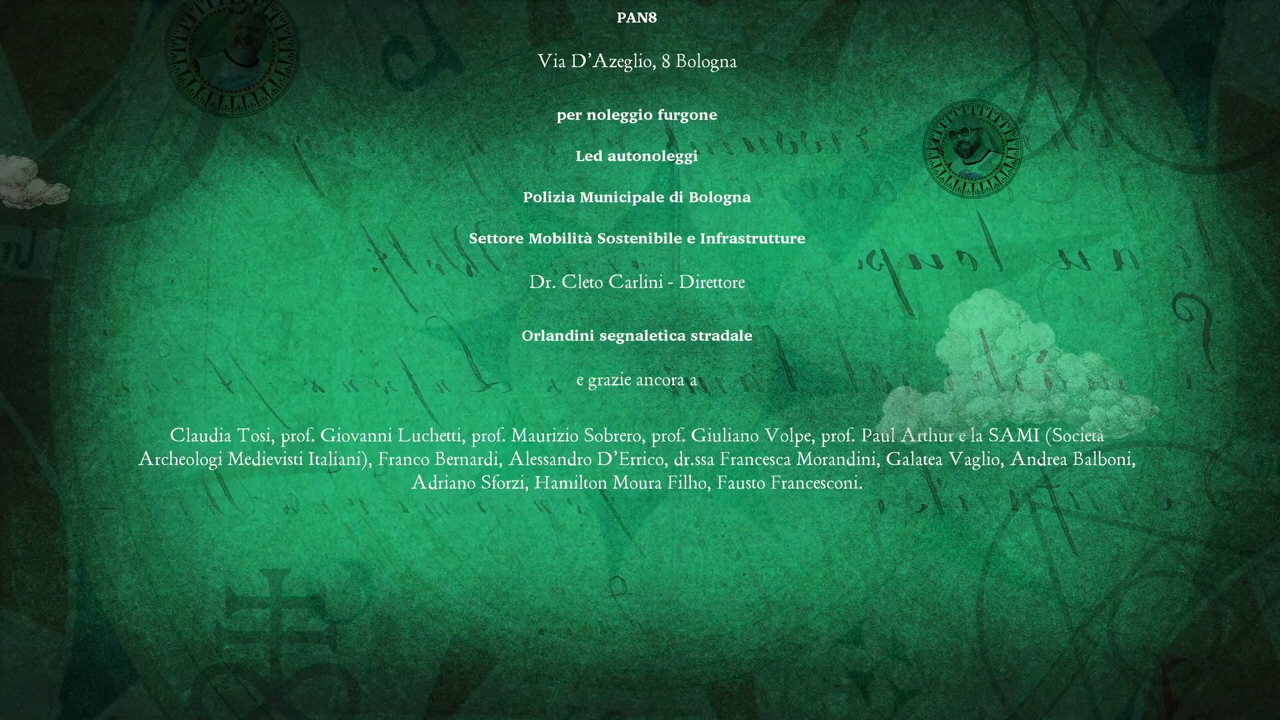 PAN8
Via D'Azeglio, 8 Bologna
per noleggio furgone
Led autonoleggi
Polizia Municipale di Bologna
Settore Mobilità Sostenibile e Infrastrutture
Dr. Cleto Carlini - Direttore
Orlandini segnaletica stradale
e grazie ancora a
Claudia Tosi, prof. Giovanni Luchetti, prof. Maurizio Sobrero, prof. Giuliano Volpe, prof. Paul Arthur e la SAMI (Società
Archeologi Medievisti Italiani), Franco Bernardi, Alessandro D'Errico, dr.ssa Francesca Morandini, Galatea Vaglio, Andrea Balboni,
Adriano Sforzi, Hamilton Moura Filho, Fausto Francesconi.